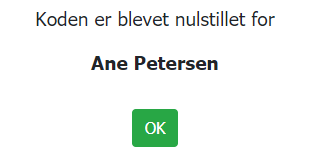 Koden er blevet nulstillet for
Ane Petersen
OK